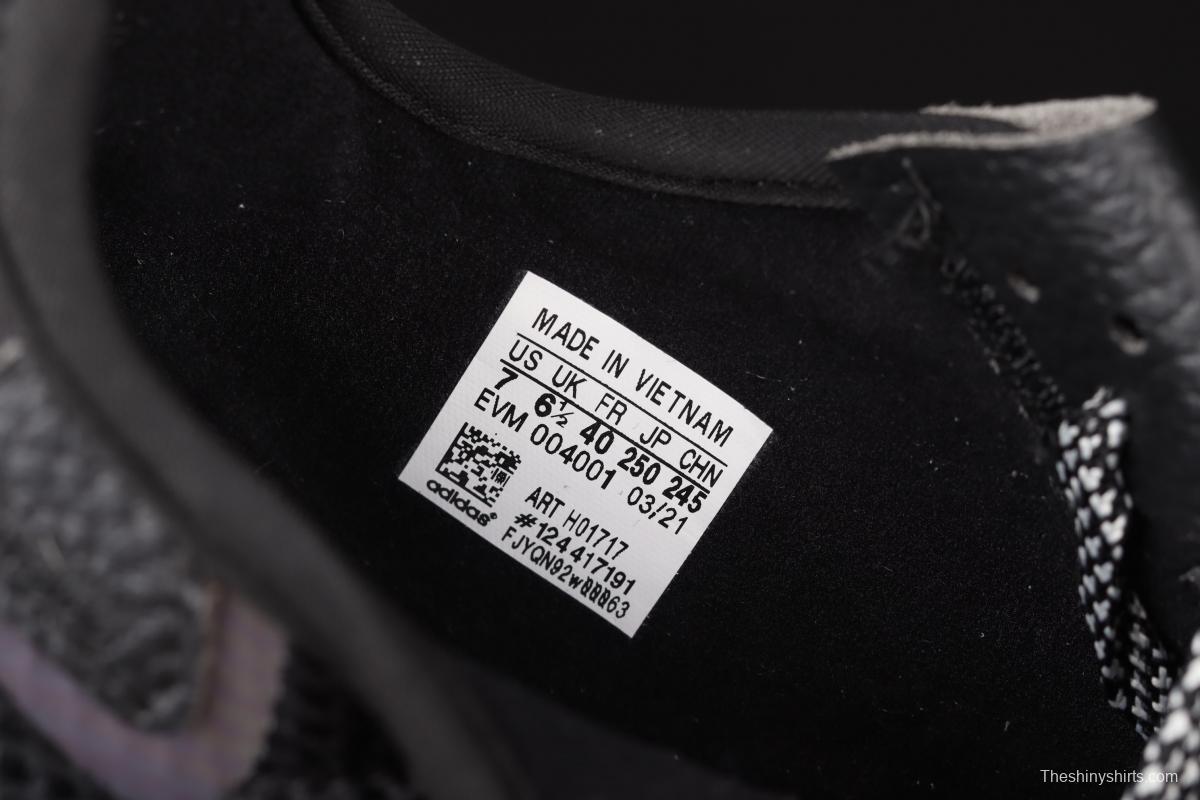 MADE IN VIETNAM
US UK FR JP CHN
7 6½ 40 250 245
EVM 004001 03/21
ART H01717
#124417191
adidas®
Theshinyshirts.com